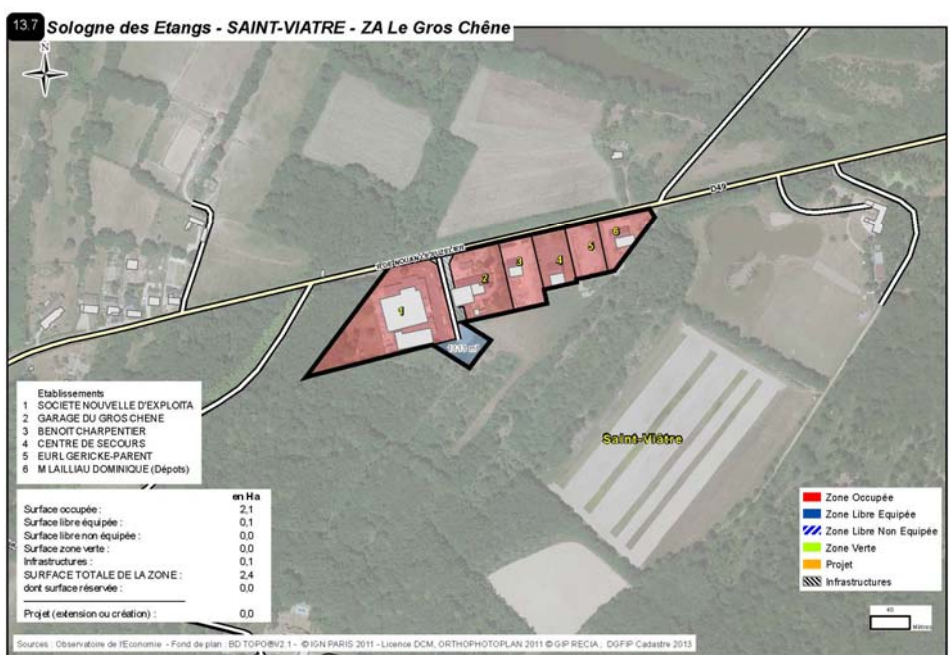 13.7 Sologne des Etangs - SAINT-VIATRE - ZA Le Gros Chêne
N
D49
1
2
3
4
5
6
Saint-Viâtre
Etablissements
1 SOCIETE NOUVELLE D'EXPLOITA
2 GARAGE DU GROS CHENE
3 BENOIT CHARPENTIER
4 CENTRE DE SECOURS
5 EURL GERICKE-PARENT
6 M LAILLIAU DOMINIQUE (Dépots)
en Ha
Surface occupée : 2,1
Surface libre équipée : 0,1
Surface libre non équipée : 0,0
Surface zone verte : 0,0
Infrastructures : 0,1
SURFACE TOTALE DE LA ZONE : 2,4
dont surface réservée : 0,0
Projet (extension ou création) : 0,0
Zone Occupée
Zone Libre Equipée
Zone Libre Non Equipée
Zone Verte
Projet
Infrastructures
40
Mètres
Sources : Observatoire de l'Economie - Fond de plan : BD TOPO®V2.1 - © IGN PARIS 2011 - Licence DCM, ORTHOPHOTOPLAN 2011 © GIP RECIA, DGFIP Cadastre 2013